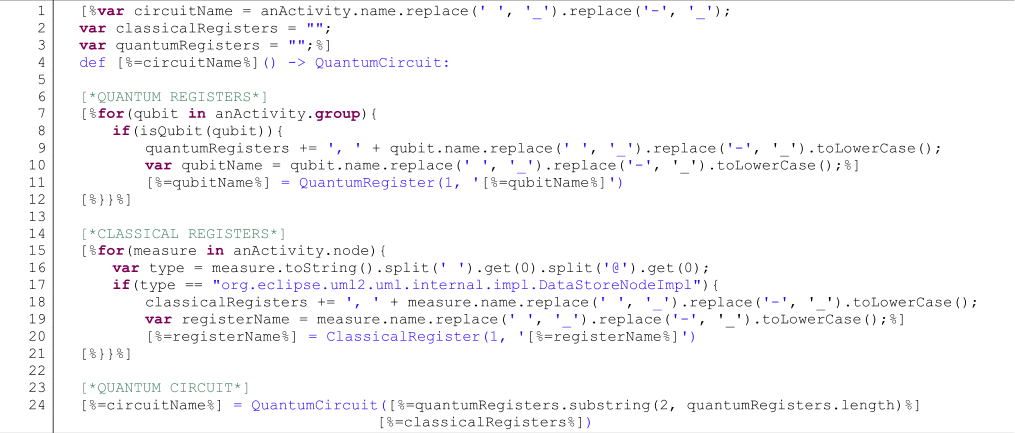 1 [%var circuitName = anActivity.name.replace(' ', '_').replace('-', '_');
2 var classicalRegisters = "";
3 var quantumRegisters = "";%]
4 def [%=circuitName%]() -> QuantumCircuit:
5
6 [*QUANTUM REGISTERS*]
7 [%for(qubit in anActivity.group){
8 if(isQubit(qubit)){
9 quantumRegisters += ', ' + qubit.name.replace(' ', '_').replace('-', '_').toLowerCase();
10 var qubitName = qubit.name.replace(' ', '_').replace('-', '_').toLowerCase();%]
11 [%=qubitName%] = QuantumRegister(1, '[%=qubitName%]')
12 [%}}%]
13
14 [*CLASSICAL REGISTERS*]
15 [%for(measure in anActivity.node){
16 var type = measure.toString().split(' ').get(0).split('@').get(0);
17 if(type == "org.eclipse.uml2.uml.internal.impl.DataStoreNodeImpl"){
18 classicalRegisters += ', ' + measure.name.replace(' ', '_').replace('-', '_').toLowerCase();
19 var registerName = measure.name.replace(' ', '_').replace('-', '_').toLowerCase();%]
20 [%=registerName%] = ClassicalRegister(1, '[%=registerName%]')
21 [%}}%]
22
23 [*QUANTUM CIRCUIT*]
24 [%=circuitName%] = QuantumCircuit([%=quantumRegisters.substring(2, quantumRegisters.length)%]
[%=classicalRegisters%])